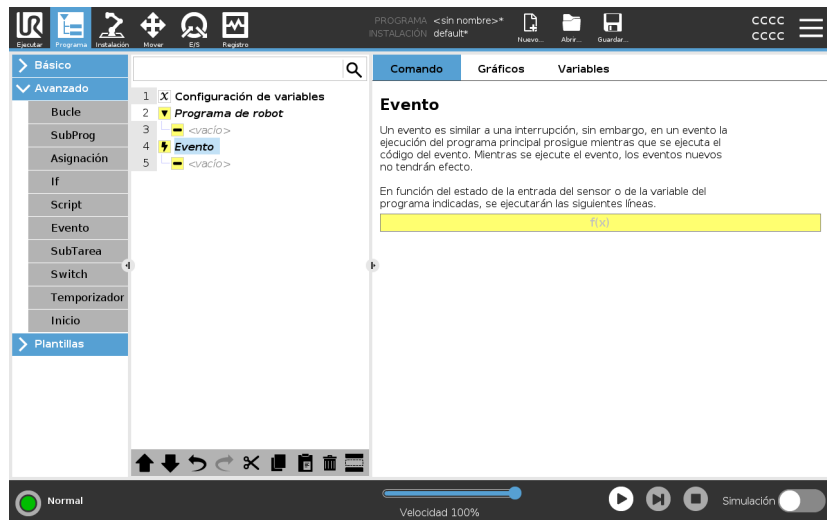 UR
Ejecutar
Programa
Instalación
Mover
E/S
Registro
PROGRAMA <sin nombre>*
INSTALACIÓN default*
Nuevo...
Abrir...
Guardar...
cccc
cccc
Básico
Avanzado
Bucle
SubProg
Asignación
If
Script
Evento
SubTarea
Switch
Temporizador
Inicio
Plantillas
1 X Configuración de variables
2 Programa de robot
3 <vacío>
4 Evento
5 <vacío>
Comando Gráficos Variables
Evento
Un evento es similar a una interrupción, sin embargo, en un evento la
ejecución del programa principal prosigue mientras que se ejecuta el
código del evento. Mientras se ejecute el evento, los eventos nuevos
no tendrán efecto.
En función del estado de la entrada del sensor o de la variable del
programa indicadas, se ejecutarán las siguientes líneas.
f(x)
Normal
Velocidad 100%
Simulación